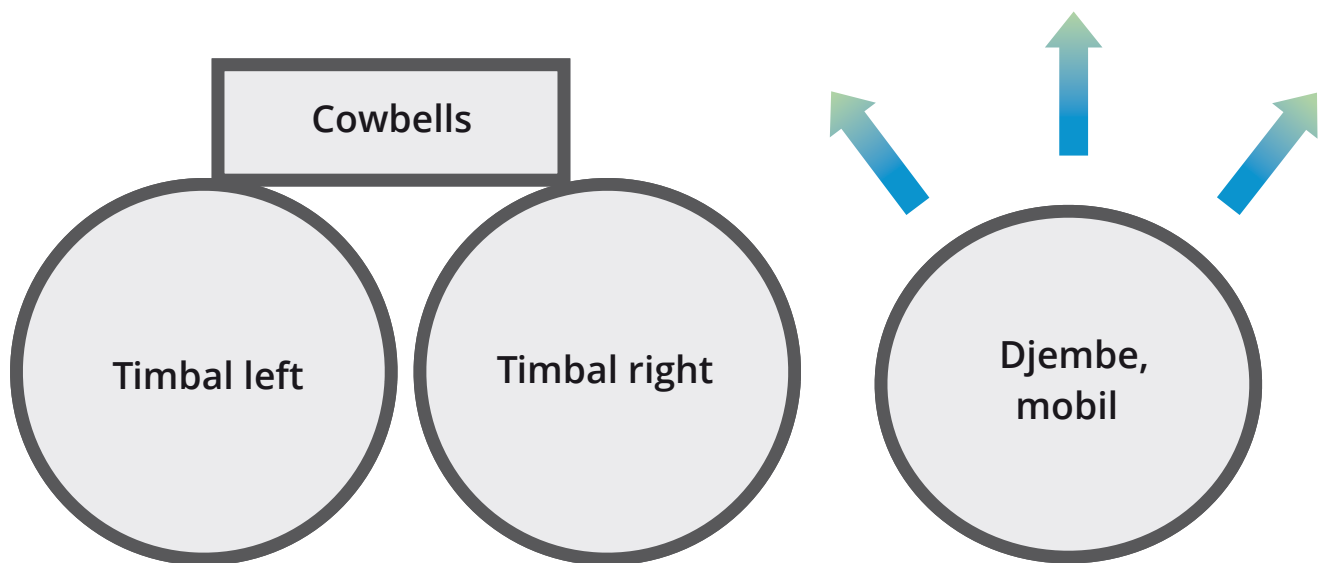 Cowbells
Timbal left
Timbal right
Djembe,
mobil